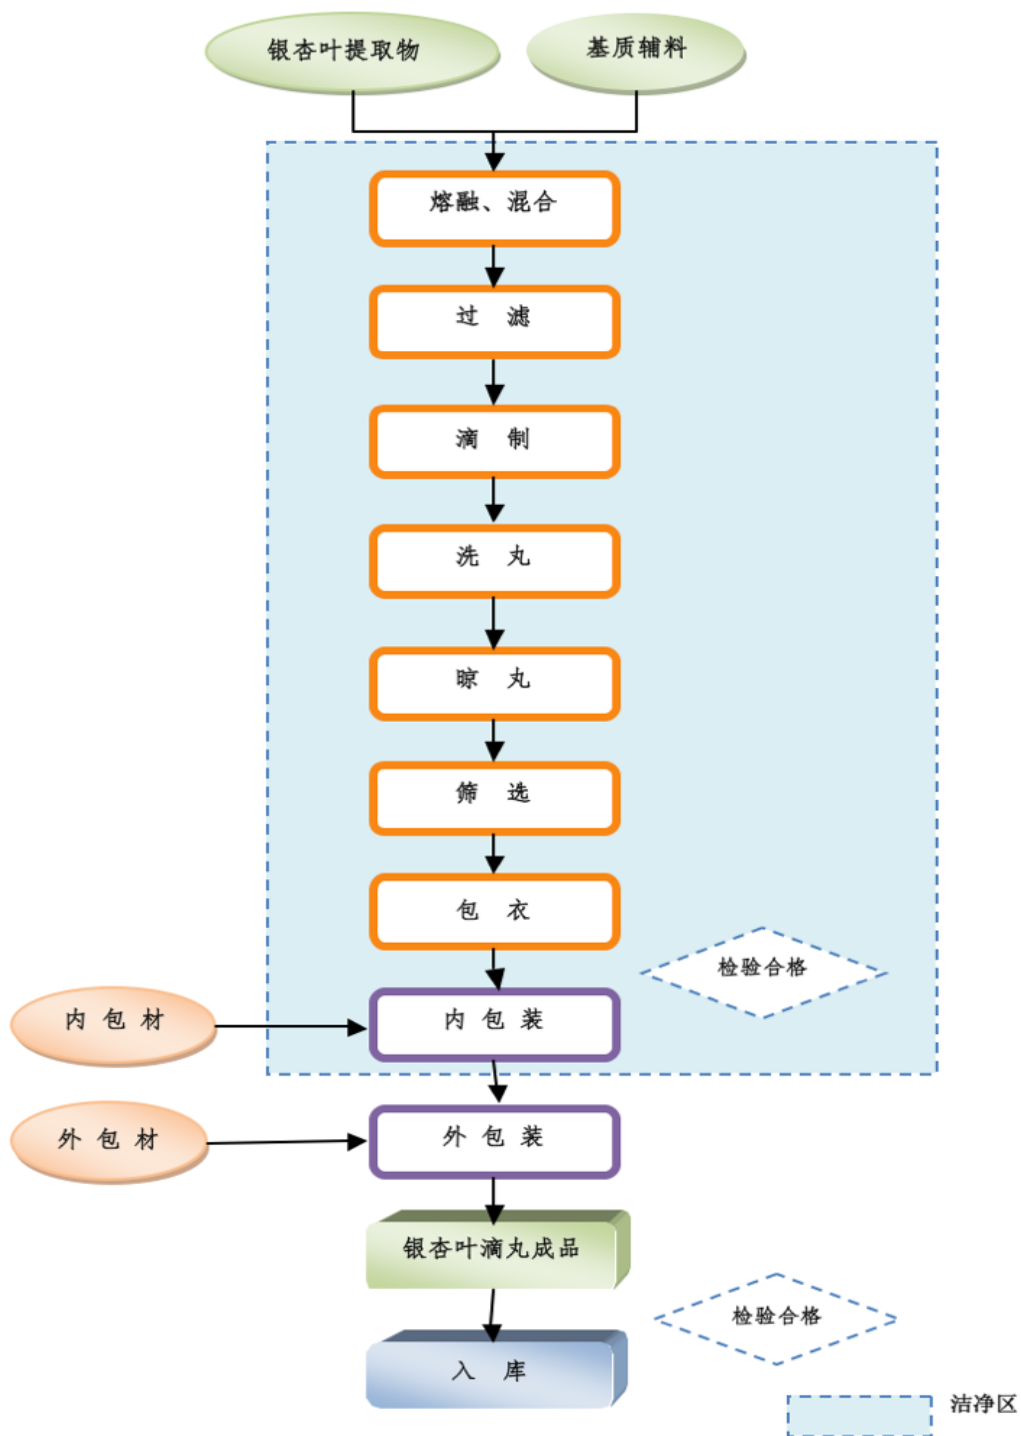 银杏叶提取物
基质辅料
熔融、混合
过 滤
滴 制
洗 丸
晾 丸
筛 选
包 衣
检验合格
内 包 材
内 包 装
外 包 材
外 包 装
银杏叶滴丸成品
检验合格
入 库
洁净区